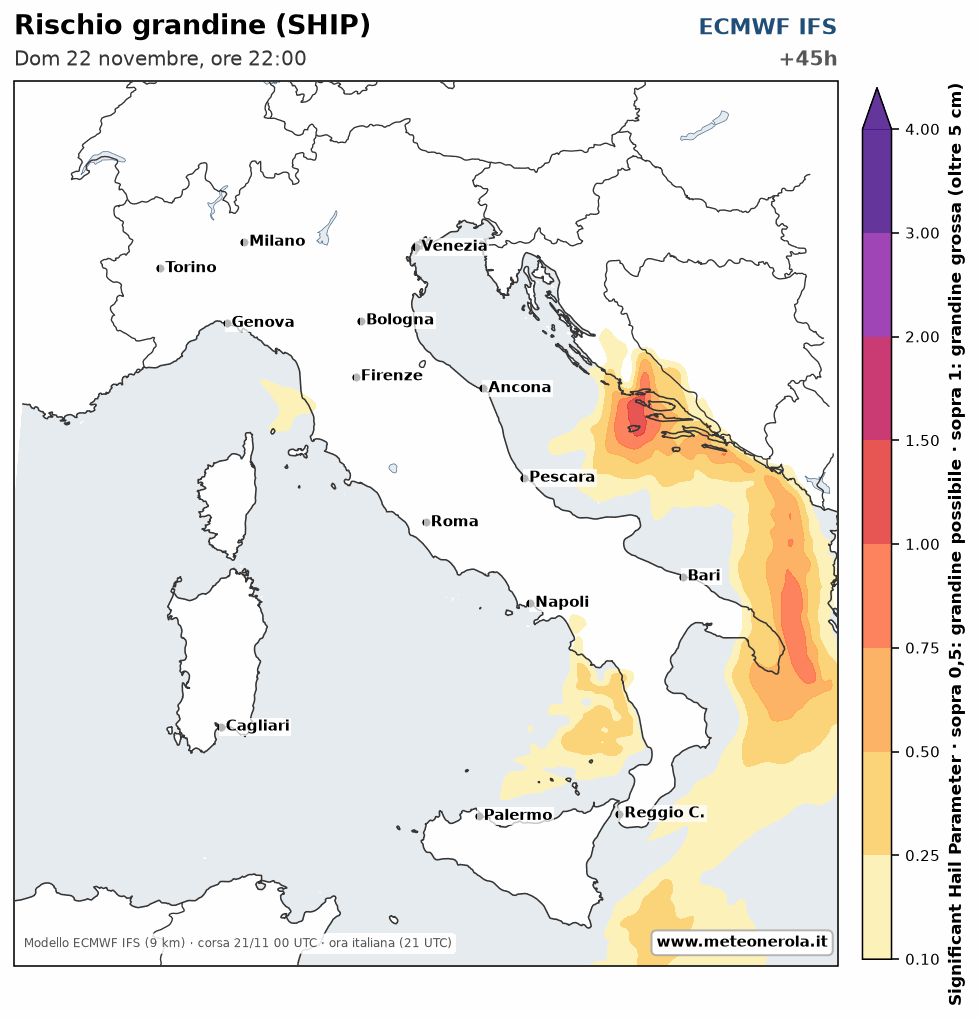 Rischio grandine (SHIP)
ECMWF IFS
Dom 22 novembre, ore 22:00
+45h
Milano
Venezia
Torino
Genova
Bologna
Firenze
Ancona
Pescara
Roma
Bari
Napoli
Cagliari
Palermo
Reggio C.
Modello ECMWF IFS (9 km) · corsa 21/11 00 UTC · ora italiana (21 UTC)
www.meteonerola.it
4.00
3.00
2.00
1.50
1.00
0.75
0.50
0.25
0.10
Significant Hail Parameter · sopra 0,5: grandine possibile · sopra 1: grandine grossa (oltre 5 cm)